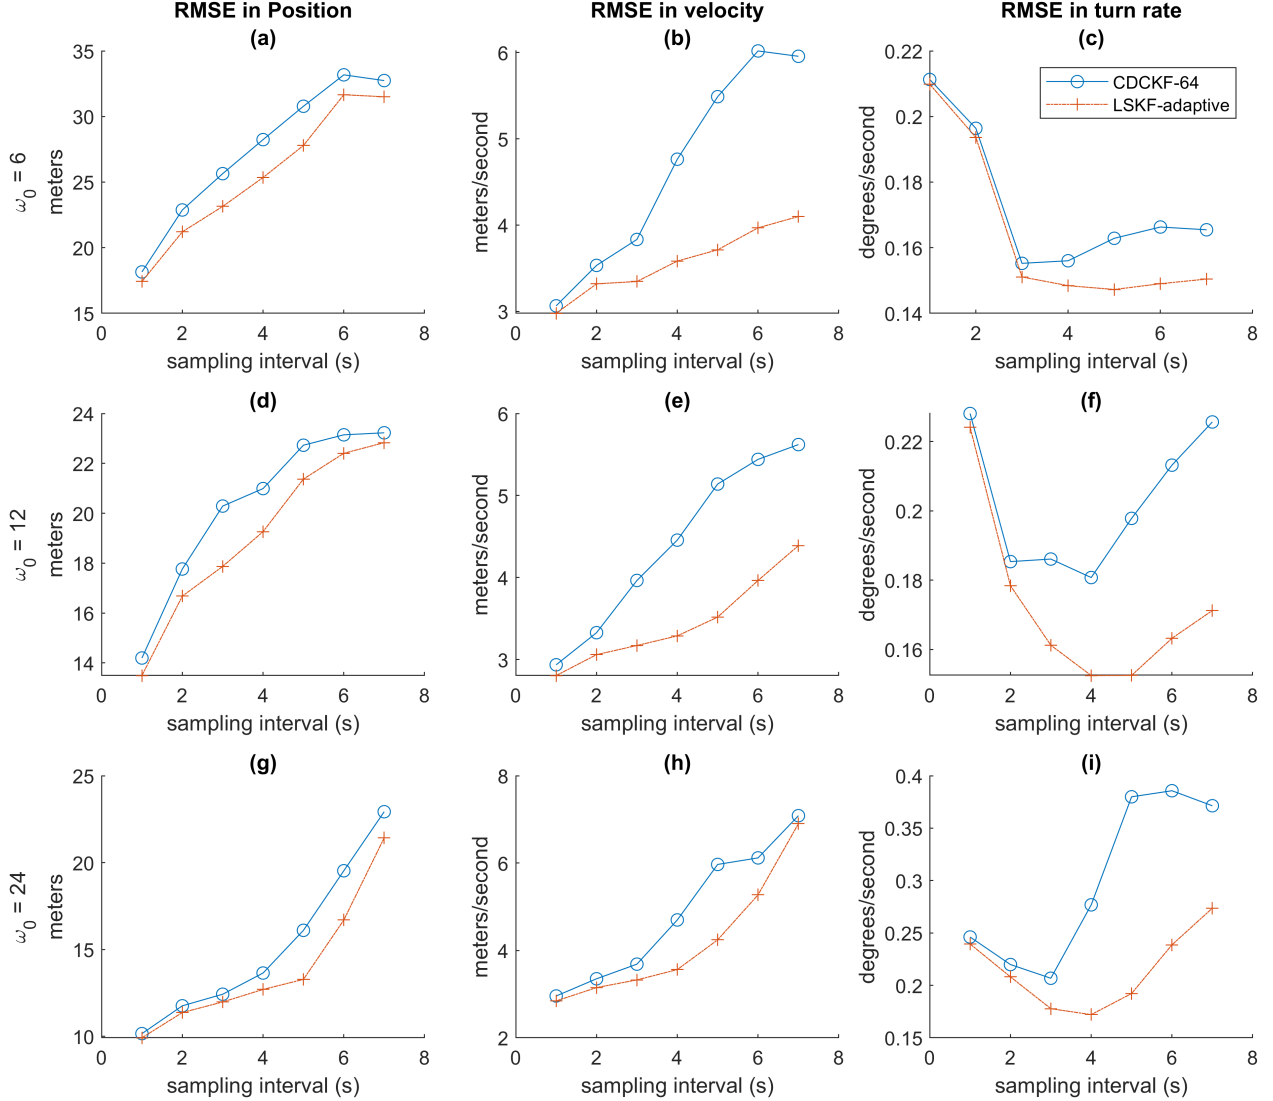 RMSE in Position
RMSE in velocity
RMSE in turn rate
(a)
(b)
(c)
35
30
25
20
15
0 2 4 6 8
sampling interval (s)
ω0 = 6
meters
6
5
4
3
0 2 4 6 8
sampling interval (s)
meters/second
0.22
0.2
0.18
0.16
0.14
2 4 6 8
sampling interval (s)
degrees/second
CDCKF-64
LSKF-adaptive
(d)
(e)
(f)
24
22
20
18
16
14
0 2 4 6 8
sampling interval (s)
ω0 = 12
meters
6
5
4
3
0 2 4 6 8
sampling interval (s)
meters/second
0.22
0.2
0.18
0.16
0 2 4 6 8
sampling interval (s)
degrees/second
(g)
(h)
(i)
25
20
15
10
0 2 4 6 8
sampling interval (s)
ω0 = 24
meters
8
6
4
2
0 2 4 6 8
sampling interval (s)
meters/second
0.4
0.35
0.3
0.25
0.2
0.15
0 2 4 6 8
sampling interval (s)
degrees/second